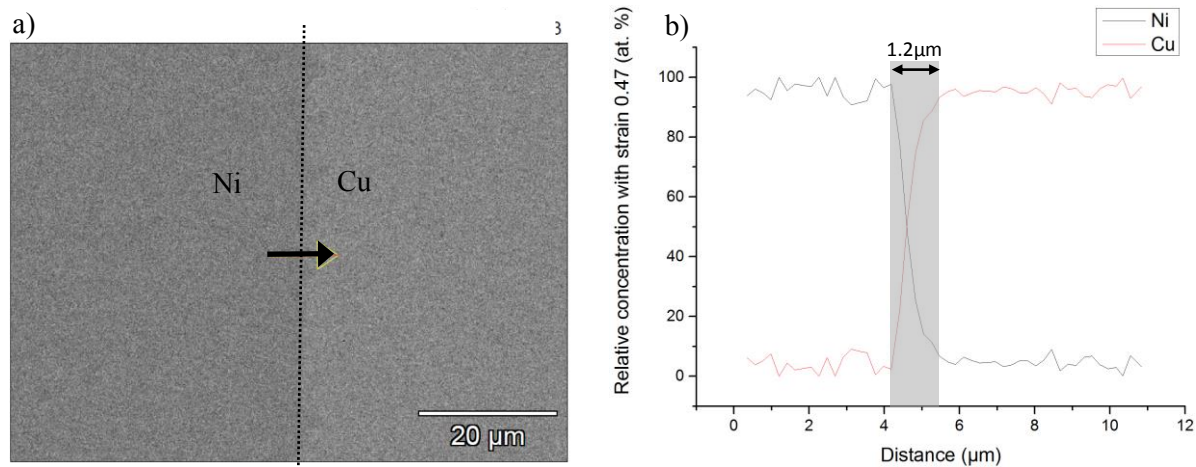 a)
3
Ni
Cu
20 µm
b)
Ni
Cu
1.2µm
Relative concentration with strain 0.47 (at. %)
100
80
60
40
20
0
0 2 4 6 8 10 12
Distance (µm)